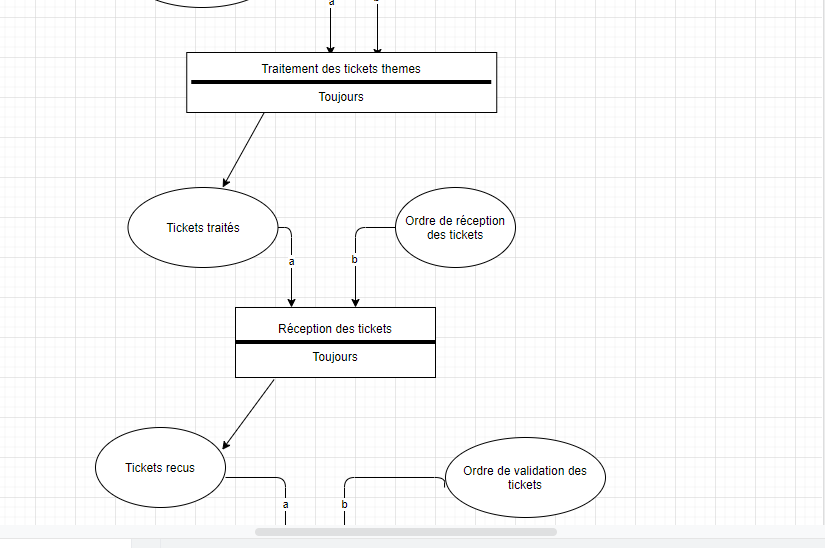 a
Traitement des tickets themes
Toujours
Tickets traités
Ordre de réception
des tickets
a
b
Réception des tickets
Toujours
Tickets recus
Ordre de validation des
tickets
a
b